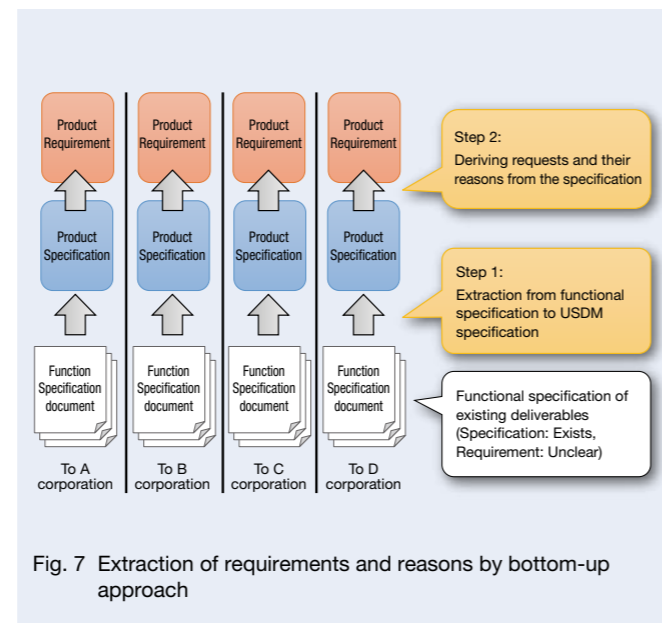 Product
Requirement
Product
Requirement
Product
Requirement
Product
Requirement
Step 2:
Deriving requests and their
reasons from the specification
Product
Specification
Product
Specification
Product
Specification
Product
Specification
Step 1:
Extraction from functional
specification to USDM
specification
Function
Specification
document
Function
Specification
document
Function
Specification
document
Function
Specification
document
Functional specification of
existing deliverables
(Specification: Exists,
Requirement: Unclear)
To A
corporation
To B
corporation
To C
corporation
To D
corporation
Fig. 7 Extraction of requirements and reasons by bottom-up
approach